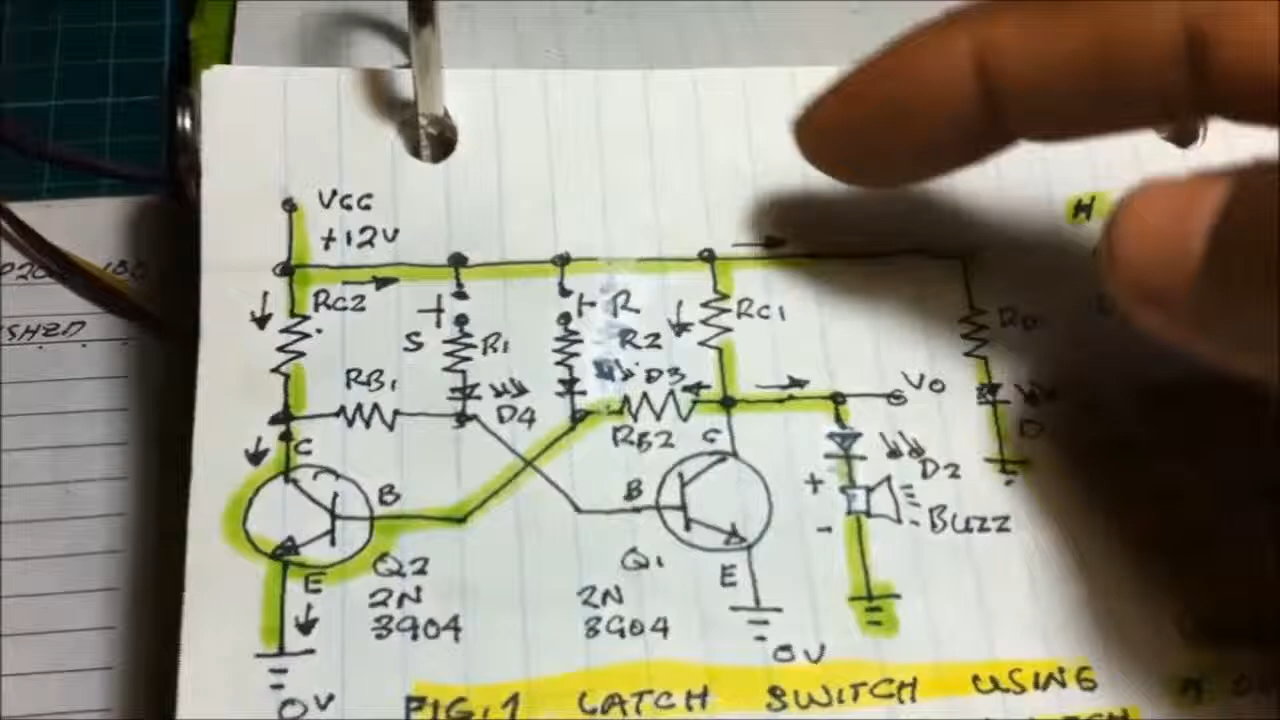 VCC
+12V
RC2
S
R1
R
R2
RC1
RB1
D4
D3
RB2
VO
C
B
E
Q2
2N
3904
C
B
E
Q1
2N
3904
D2
+
-
BUZZ
0V
0V
SHED
FIG.1 LATCH SWITCH USING